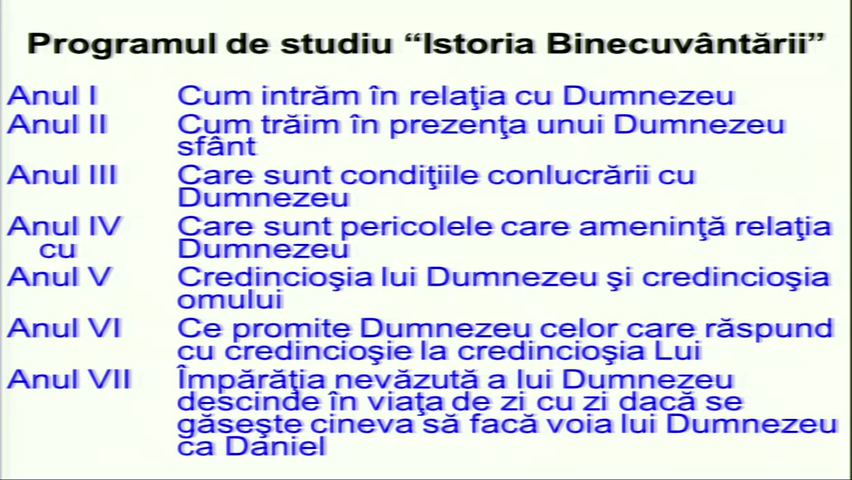 Programul de studiu “Istoria Binecuvântării”
Anul I Cum intrăm în relaţia cu Dumnezeu
Anul II Cum trăim în prezenţa unui Dumnezeu
sfânt
Anul III Care sunt condiţiile conlucrării cu
Dumnezeu
Anul IV Care sunt pericolele care ameninţă relaţia
cu Dumnezeu
Anul V Credincioşia lui Dumnezeu şi credincioşia
omului
Anul VI Ce promite Dumnezeu celor care răspund
cu credincioşie la credincioşia Lui
Anul VII Împărăţia nevăzută a lui Dumnezeu
descinde în viaţa de zi cu zi dacă se
găseşte cineva să facă voia lui Dumnezeu
ca Daniel